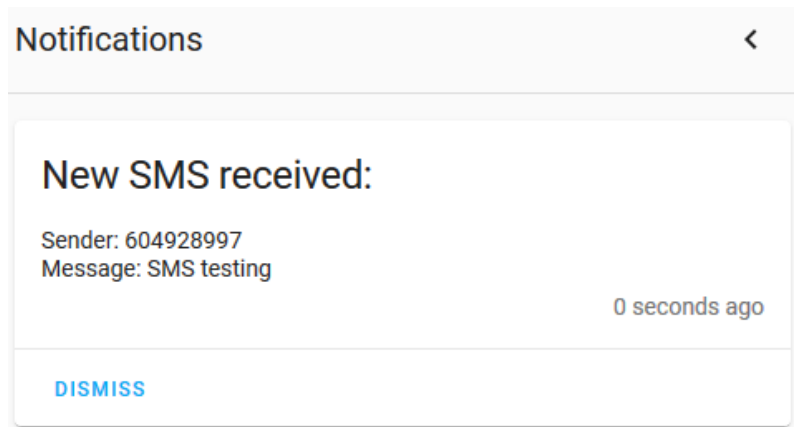 Notifications
New SMS received:
Sender: 604928997
Message: SMS testing
0 seconds ago
DISMISS